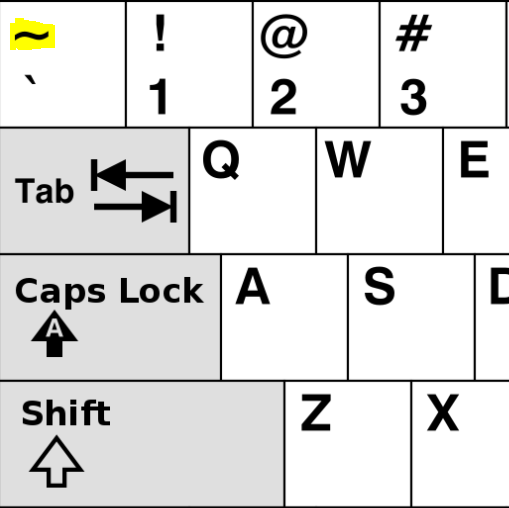 ~ ! @ #
` 1 2 3
Tab Q W E
Caps Lock A S D
A
Shift Z X